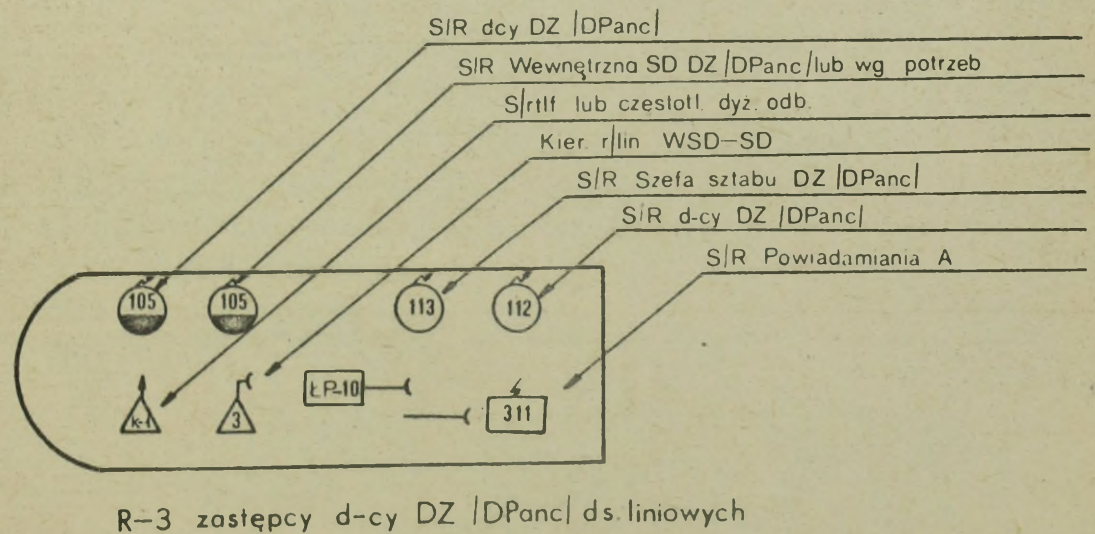 S/R dcy DZ |DPanc|
S/R Wewnętrzna SD DZ |DPanc/lub wg potrzeb
S/rtlf lub częstotl. dyż. odb.
Kier. r/lin WSD-SD
S/R Szefa sztabu DZ |DPanc|
S/R d-cy DZ |DPanc|
S/R Powiadamiania A
105 105 113 112
K-1 3 ŁP-10 311
R-3 zastępcy d-cy DZ |DPanc| ds. liniowych